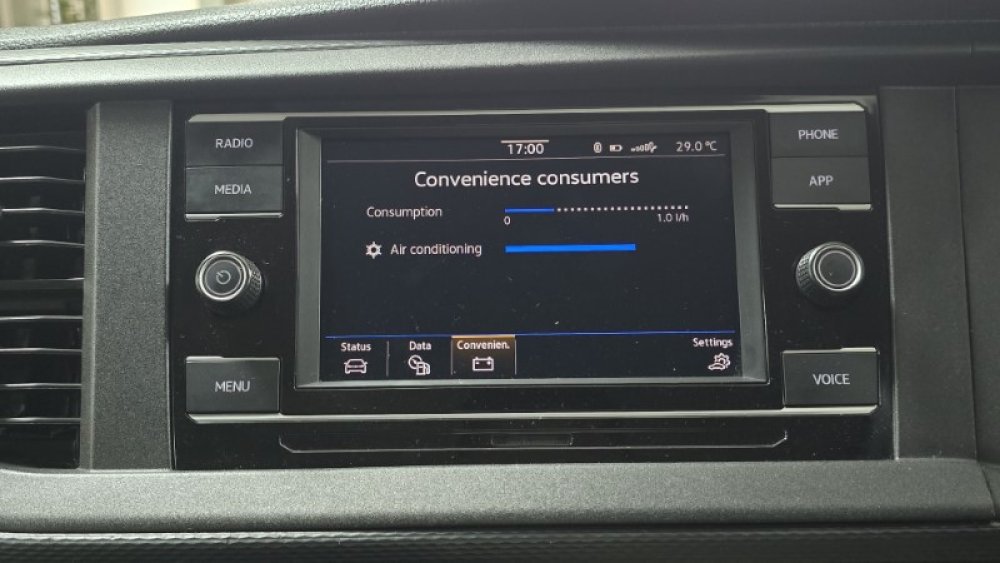 RADIO
MEDIA
MENU
17:00
29.0 °C
Convenience consumers
Consumption
0
1.0 l/h
Air conditioning
Status
Data
Convenien.
Settings
PHONE
APP
VOICE